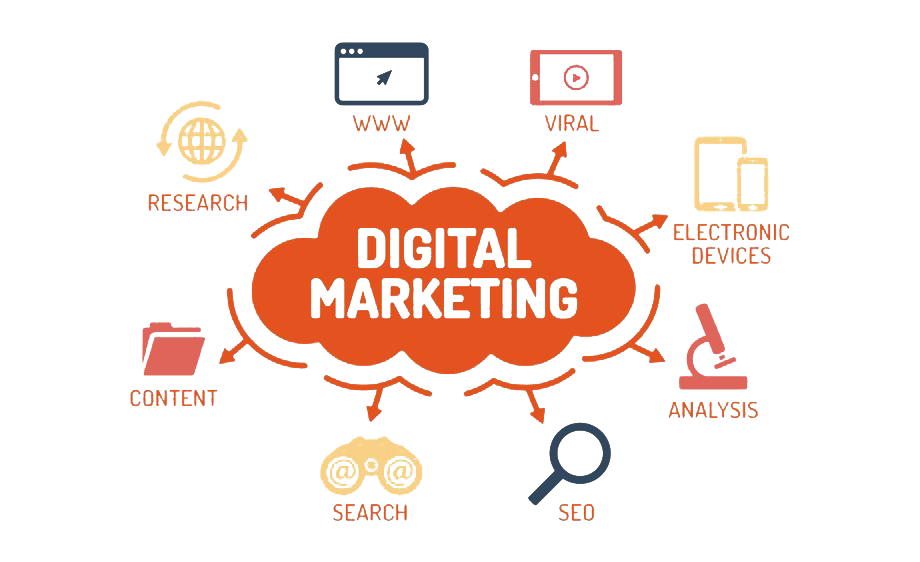 WWW
VIRAL
RESEARCH
ELECTRONIC
DEVICES
DIGITAL
MARKETING
CONTENT
ANALYSIS
@ @
SEARCH
SEO